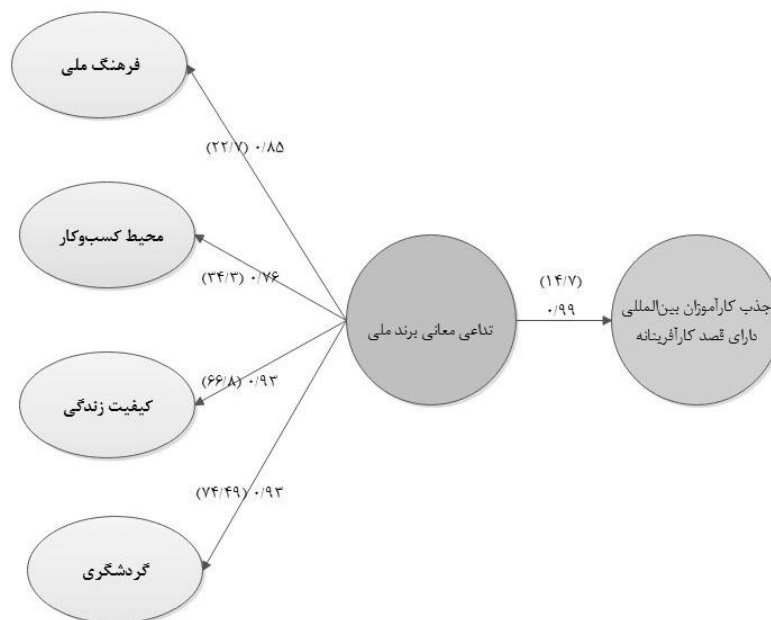 فرهنگ ملی
۰/۸۵ (۲۲/۷)
محیط کسب‌وکار
۰/۷۶ (۳۴/۳)
کیفیت زندگی
۰/۹۳ (۶۶/۸)
گردشگری
۰/۹۳ (۷۴/۴۹)
تداعی معانی برند ملی
(۱۴/۷)
۰/۹۹
جذب کارآموزان بین‌المللی
دارای قصد کارآفرینانه